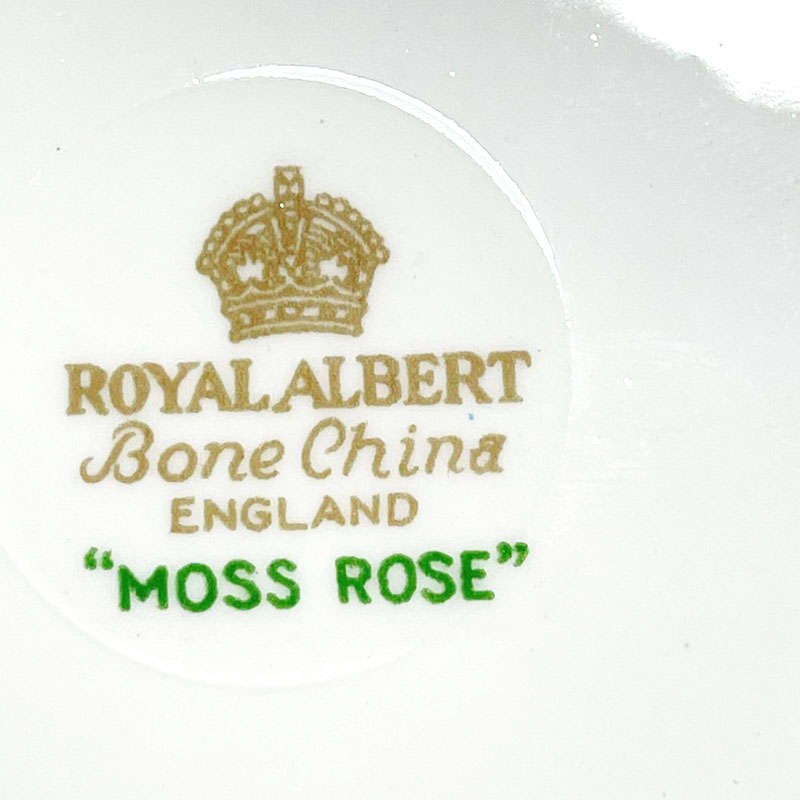 ROYAL ALBERT
Bone China
ENGLAND
“MOSS ROSE”